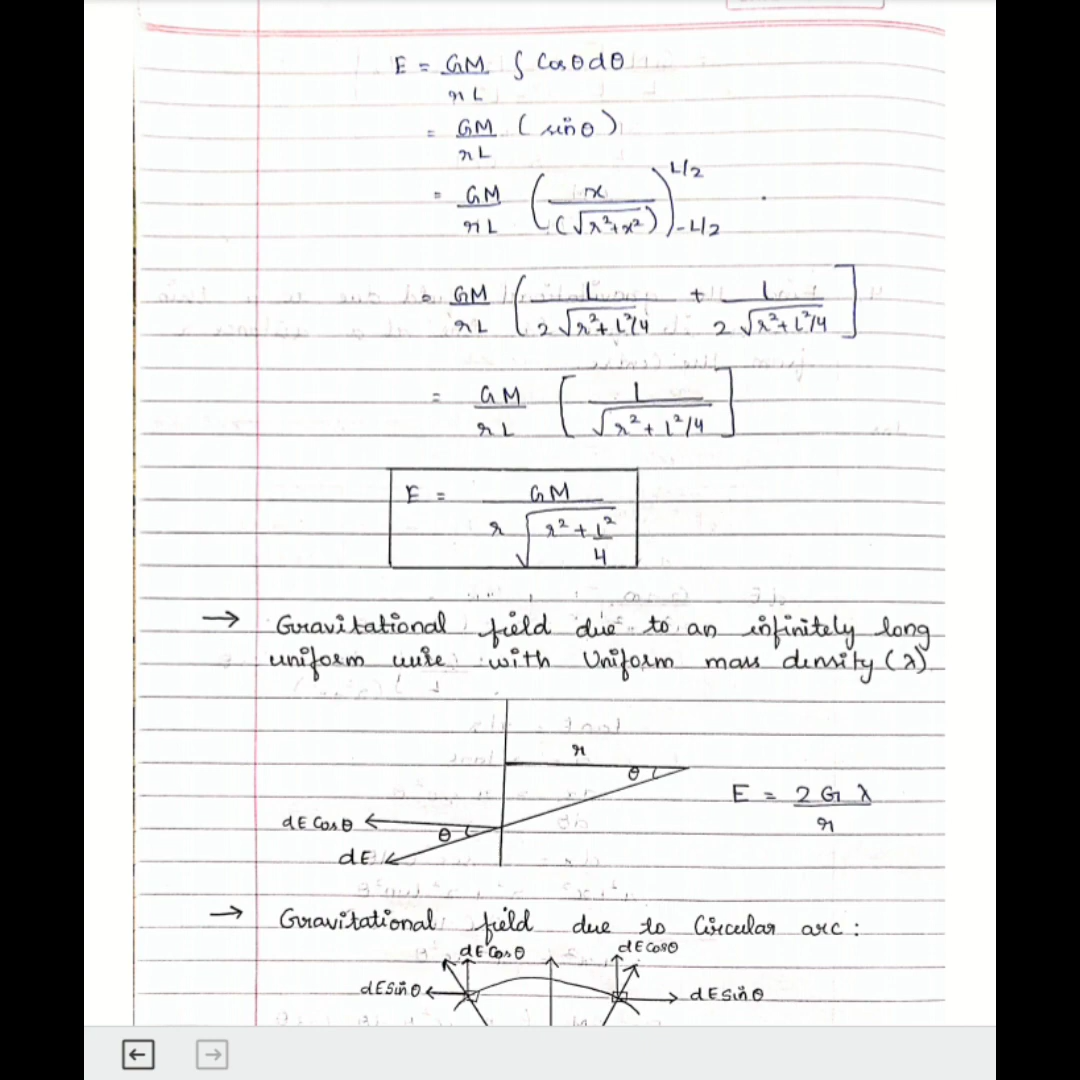 E = GM/rL ∫ Cosθdθ
= GM/rL ( sinθ )
= GM/rL ( x/(√r²+x²) ) L/2 -L/2
= GM/rL ( L/2√r²+L²/4 + L/2√r²+L²/4 ]
= GM/rL [ L/√r²+L²/4 ]
E = GM/r√r²+L²/4
→ Gravitational field due to an infinitely long
uniform wire with Uniform mass density (λ)
r
θ
E = 2Gλ/r
dE Cosθ
θ
dE
→ Gravitational field due to Circular arc :
dE Cosθ dE Cosθ
dE Sinθ dE Sinθ